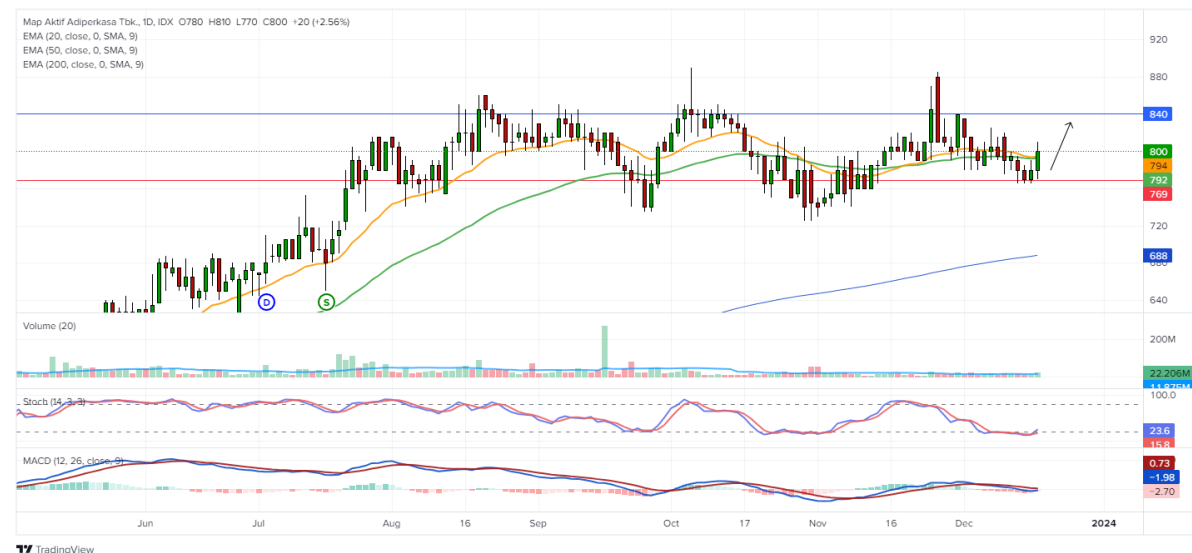 Map Aktif Adiperkasa Tbk., 1D, IDX O780 H810 L770 C800 +20 (+2.56%)
EMA (20, close, 0, SMA, 9)
EMA (50, close, 0, SMA, 9)
EMA (200, close, 0, SMA, 9)
920
880
840
800
794
792
769
720
688
680
640
D
S
Volume (20)
200M
22.206M
11.875M
Stoch (14, 3, 3)
100.0
23.6
15.8
MACD (12, 26, close, 9)
0.73
−1.98
−2.70
Jun Jul Aug 16 Sep Oct 17 Nov 16 Dec 2024
TradingView